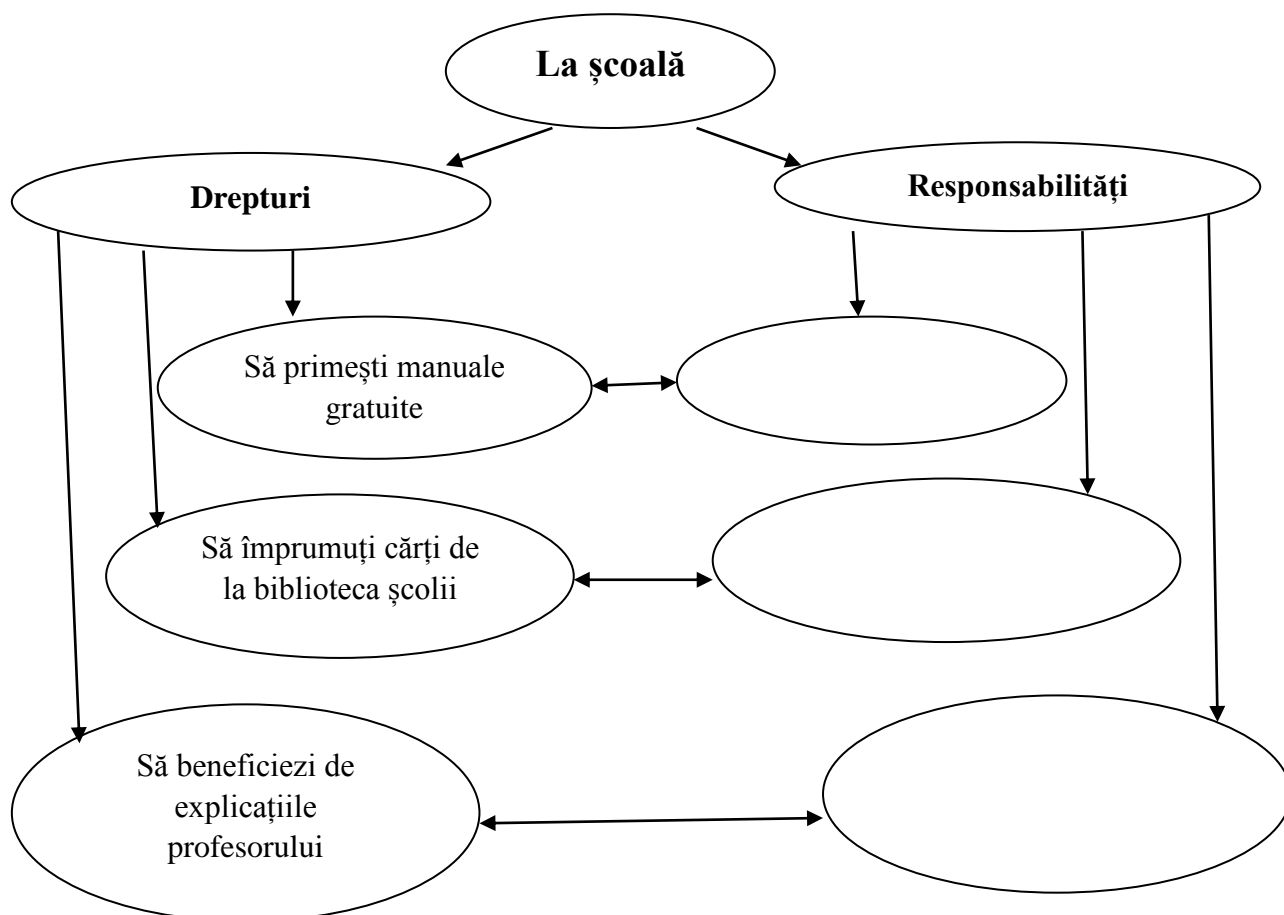 La școală
Drepturi
Responsabilități
Să primești manuale
gratuite
Să împrumuți cărți de
la biblioteca școlii
Să beneficiezi de
explicațiile
profesorului